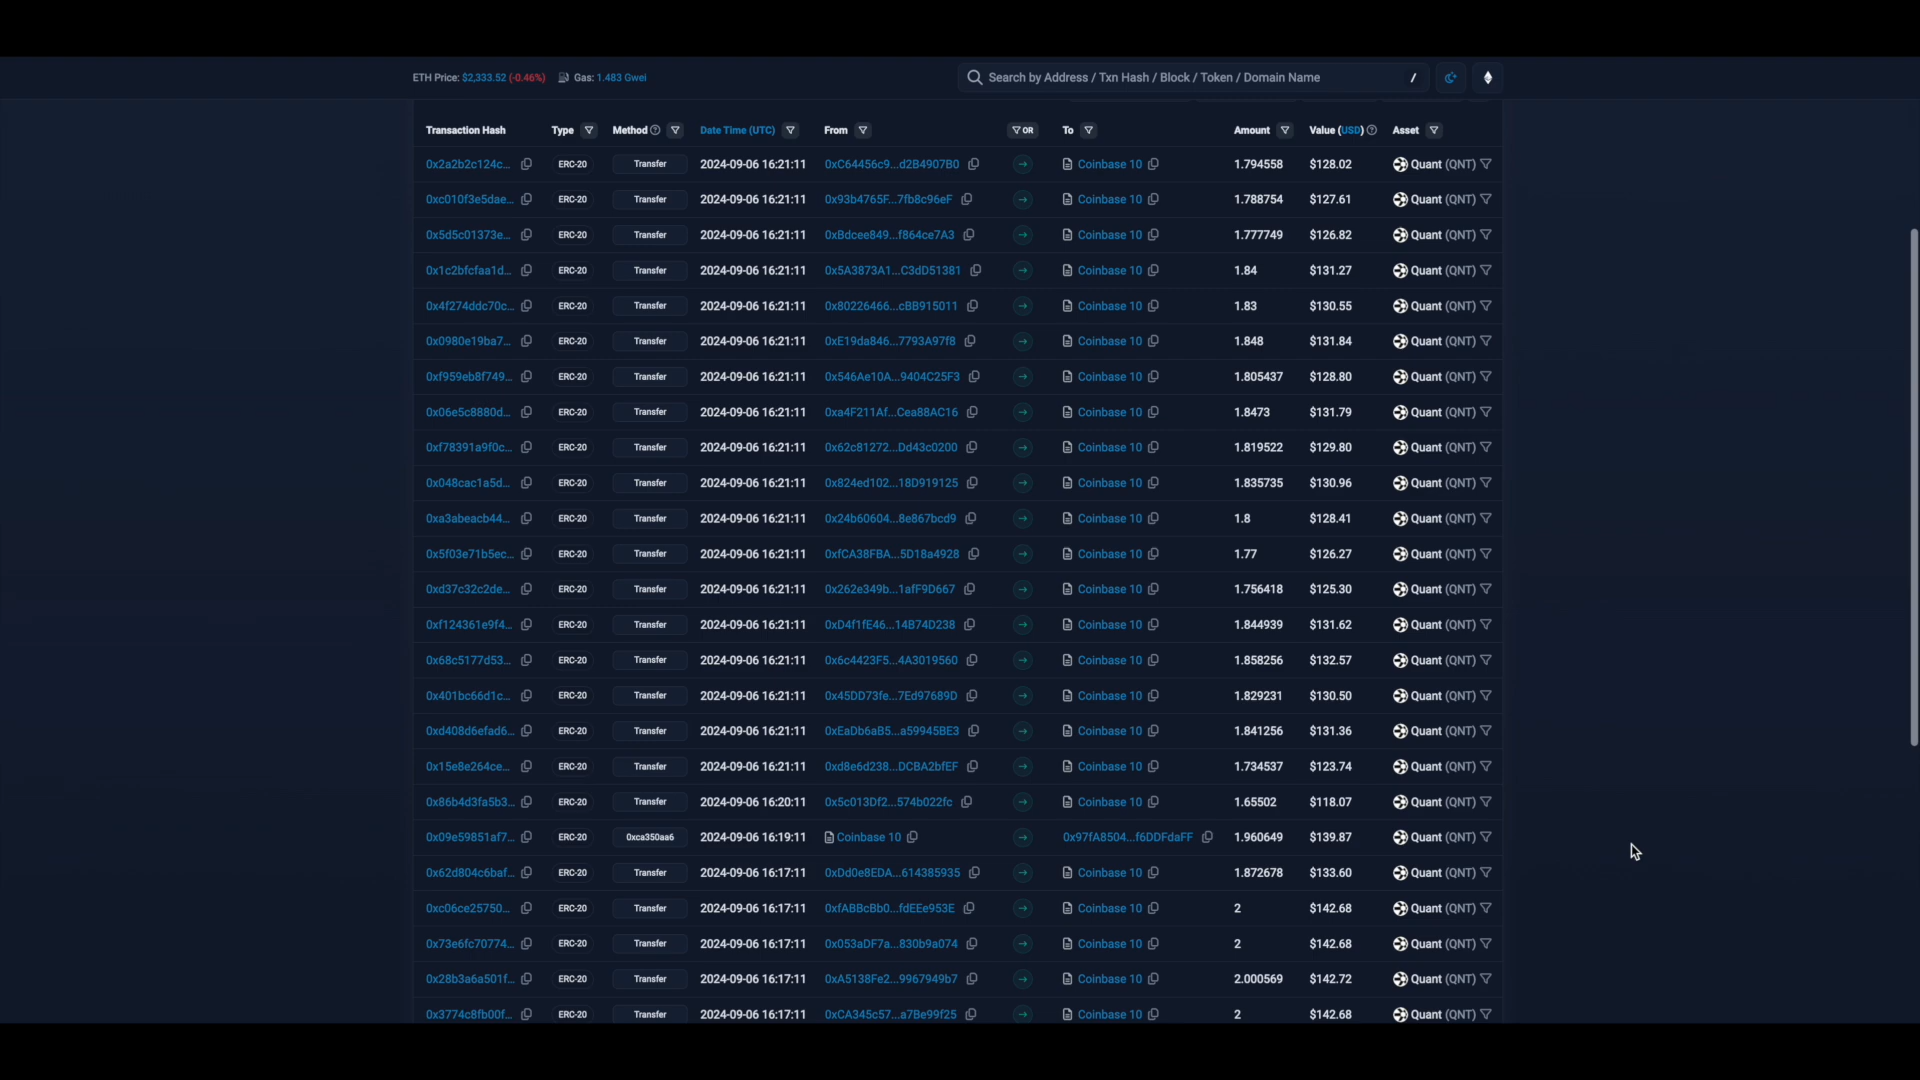 ETH Price: $2,333.52 (-0.46%) Gas: 1.483 Gwei Search by Address / Txn Hash / Block / Token / Domain Name /
Transaction Hash Type Method Date Time (UTC) From OR To Amount Value (USD) Asset
0x2a2b2c124c... ERC-20 Transfer 2024-09-06 16:21:11 0xC64456c9...d2B4907B0 Coinbase 10 1.794558 $128.02 Quant (QNT)
0xc010f3e5dae... ERC-20 Transfer 2024-09-06 16:21:11 0x93b4765F...7fb8c96eF Coinbase 10 1.788754 $127.61 Quant (QNT)
0x5d5c01373e... ERC-20 Transfer 2024-09-06 16:21:11 0xBdcee849...f864ce7A3 Coinbase 10 1.777749 $126.82 Quant (QNT)
0x1c2bfcfaa1d... ERC-20 Transfer 2024-09-06 16:21:11 0x5A3873A1...C3dD51381 Coinbase 10 1.84 $131.27 Quant (QNT)
0x4f274ddc70c... ERC-20 Transfer 2024-09-06 16:21:11 0x80226466...cBB915011 Coinbase 10 1.83 $130.55 Quant (QNT)
0x0980e19ba7... ERC-20 Transfer 2024-09-06 16:21:11 0xE19da846...7793A97f8 Coinbase 10 1.848 $131.84 Quant (QNT)
0xf959eb8f749... ERC-20 Transfer 2024-09-06 16:21:11 0x546Ae10A...9404C25F3 Coinbase 10 1.805437 $128.80 Quant (QNT)
0x06e5c8880d... ERC-20 Transfer 2024-09-06 16:21:11 0xa4F211Af...Cea88AC16 Coinbase 10 1.8473 $131.79 Quant (QNT)
0xf78391a9f0c... ERC-20 Transfer 2024-09-06 16:21:11 0x62c81272...Dd43c0200 Coinbase 10 1.819522 $129.80 Quant (QNT)
0x048cac1a5d... ERC-20 Transfer 2024-09-06 16:21:11 0x824ed102...18D919125 Coinbase 10 1.835735 $130.96 Quant (QNT)
0xa3abeacb44... ERC-20 Transfer 2024-09-06 16:21:11 0x24b60604...8e867bcd9 Coinbase 10 1.8 $128.41 Quant (QNT)
0x5f03e71b5ec... ERC-20 Transfer 2024-09-06 16:21:11 0xfCA38FBA...5D18a4928 Coinbase 10 1.77 $126.27 Quant (QNT)
0xd37c32c2de... ERC-20 Transfer 2024-09-06 16:21:11 0x262e349b...1afF9D667 Coinbase 10 1.756418 $125.30 Quant (QNT)
0xf124361e9f4... ERC-20 Transfer 2024-09-06 16:21:11 0xD4f1fE46...14B74D238 Coinbase 10 1.844939 $131.62 Quant (QNT)
0x68c5177d53... ERC-20 Transfer 2024-09-06 16:21:11 0x6c4423F5...4A3019560 Coinbase 10 1.858256 $132.57 Quant (QNT)
0x401bc66d1c... ERC-20 Transfer 2024-09-06 16:21:11 0x45DD73fe...7Ed97689D Coinbase 10 1.829231 $130.50 Quant (QNT)
0xd408d6efad6... ERC-20 Transfer 2024-09-06 16:21:11 0xEaDb6aB5...a59945BE3 Coinbase 10 1.841256 $131.36 Quant (QNT)
0x15e8e264ce... ERC-20 Transfer 2024-09-06 16:21:11 0xd8e6d238...DCBA2bfEF Coinbase 10 1.734537 $123.74 Quant (QNT)
0x86b4d3fa5b3... ERC-20 Transfer 2024-09-06 16:20:11 0x5c013Df2...574b022fc Coinbase 10 1.65502 $118.07 Quant (QNT)
0x09e59851af7... ERC-20 0xca350aa6 2024-09-06 16:19:11 Coinbase 10 0x97fA8504...f6DDFdaFF 1.960649 $139.87 Quant (QNT)
0x62d804c6baf... ERC-20 Transfer 2024-09-06 16:17:11 0xDd0e8EDA...614385935 Coinbase 10 1.872678 $133.60 Quant (QNT)
0xc06ce25750... ERC-20 Transfer 2024-09-06 16:17:11 0xfABBcBb0...fdEEe953E Coinbase 10 2 $142.68 Quant (QNT)
0x73e6fc70774... ERC-20 Transfer 2024-09-06 16:17:11 0x053aDF7a...830b9a074 Coinbase 10 2 $142.68 Quant (QNT)
0x28b3a6a501f... ERC-20 Transfer 2024-09-06 16:17:11 0xA5138Fe2...9967949b7 Coinbase 10 2.000569 $142.72 Quant (QNT)
0x3774c8fb00f... ERC-20 Transfer 2024-09-06 16:17:11 0xCA345c57...a7Be99f25 Coinbase 10 2 $142.68 Quant (QNT)